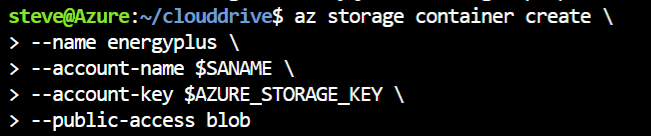 steve@Azure:~/clouddrive$ az storage container create \
> --name energyplus \
> --account-name $SANAME \
> --account-key $AZURE_STORAGE_KEY \
> --public-access blob